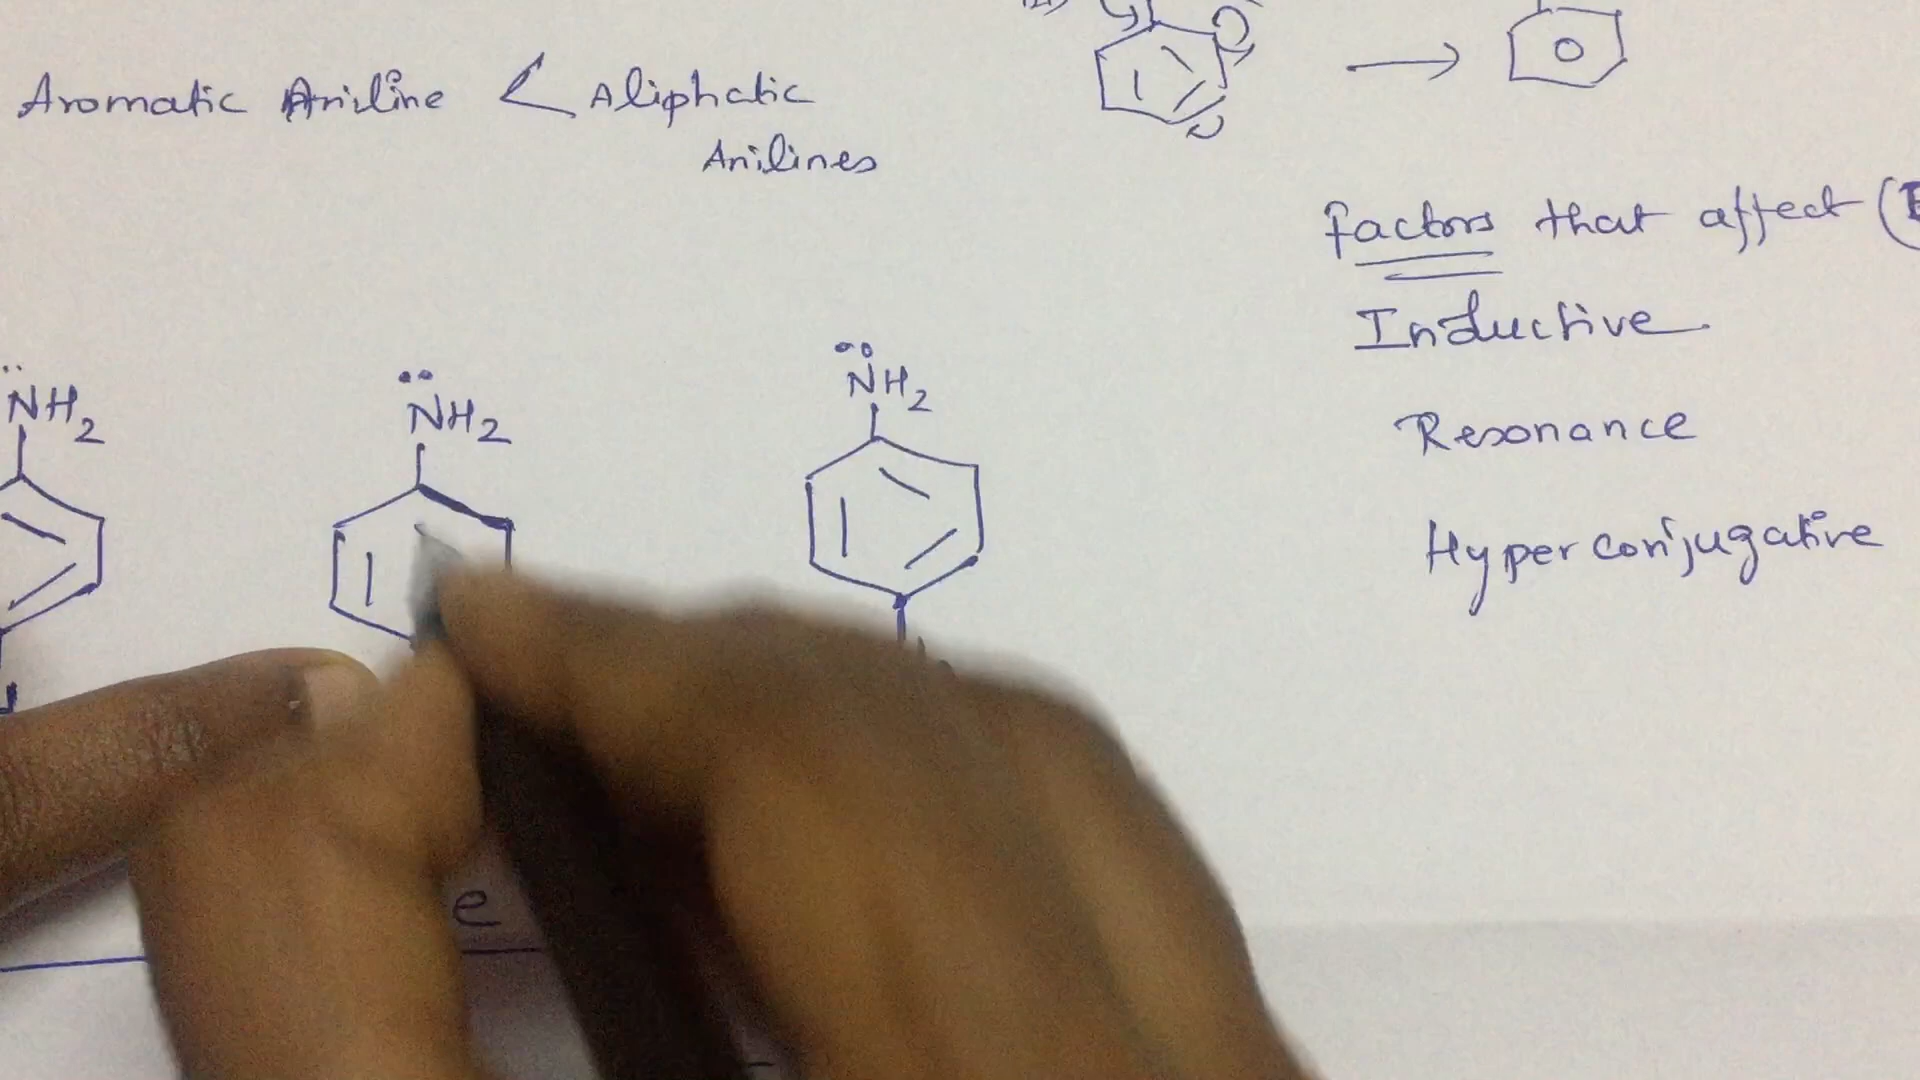 Aromatic Aniline < Aliphatic
Anilines
Factors that affect
Inductive
Resonance
Hyperconjugative
NH2
NH2
NH2
e